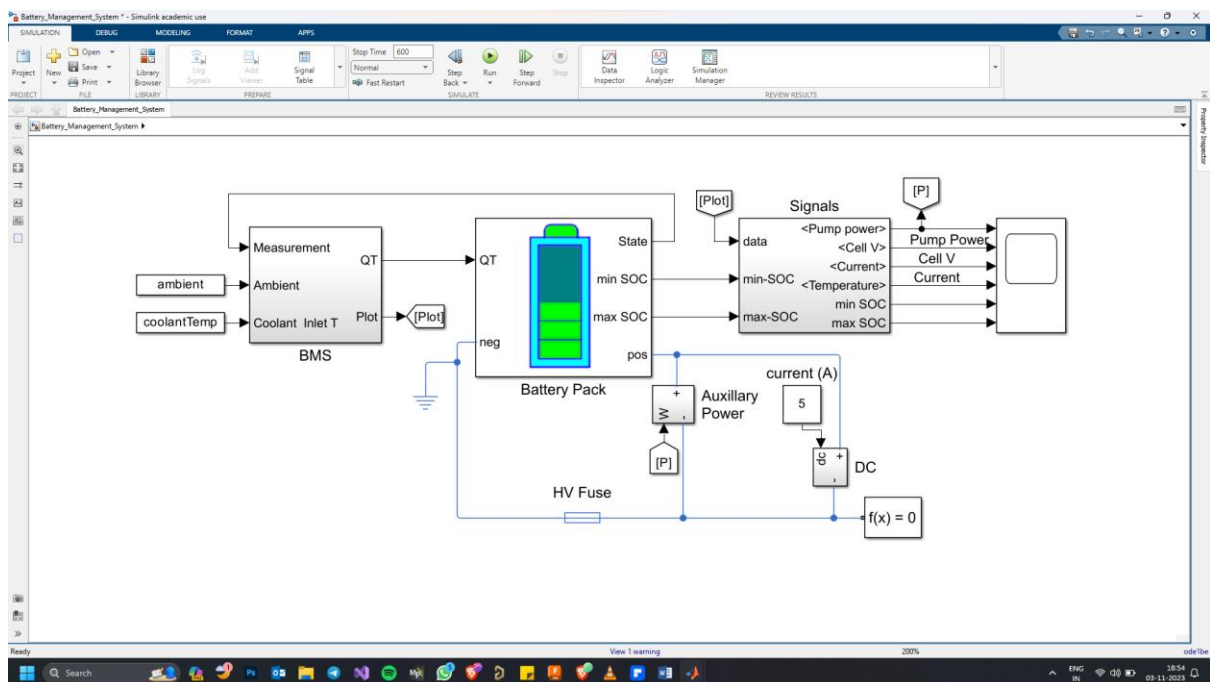 Battery_Management_System * - Simulink academic use
SIMULATION DEBUG MODELING FORMAT APPS
Project New Open Save Print
Library Browser
Log Signals
Add Viewer
Signal Table
Stop Time 600
Normal
Fast Restart
Step Back Run Step Forward Stop
Data Inspector
Logic Analyzer
Simulation Manager
PROJECT FILE LIBRARY PREPARE SIMULATE REVIEW RESULTS
Battery_Management_System
Battery_Management_System
Property Inspector
Measurement
Ambient
Coolant Inlet T
QT
Plot
BMS
ambient
coolantTemp
[Plot]
QT
neg
State
min SOC
max SOC
pos
Battery Pack
[Plot]
Signals
data
min-SOC
max-SOC
<Pump power>
<Cell V>
<Current>
<Temperature>
min SOC
max SOC
[P]
Pump Power
Cell V
Current
W + -
Auxillary
Power
[P]
current (A)
5
dc + -
DC
HV Fuse
f(x) = 0
Ready View 1 warning 200% ode1be
Search
ENG
IN
18:54
03-11-2023